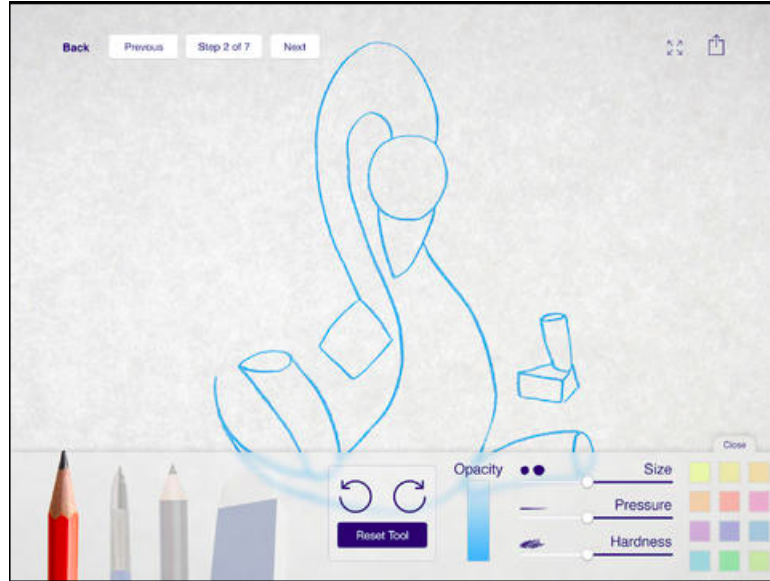 Back Prevous Step 2 of 7 Next
Close
Opacity Size
Pressure
Reset Tool
Hardness